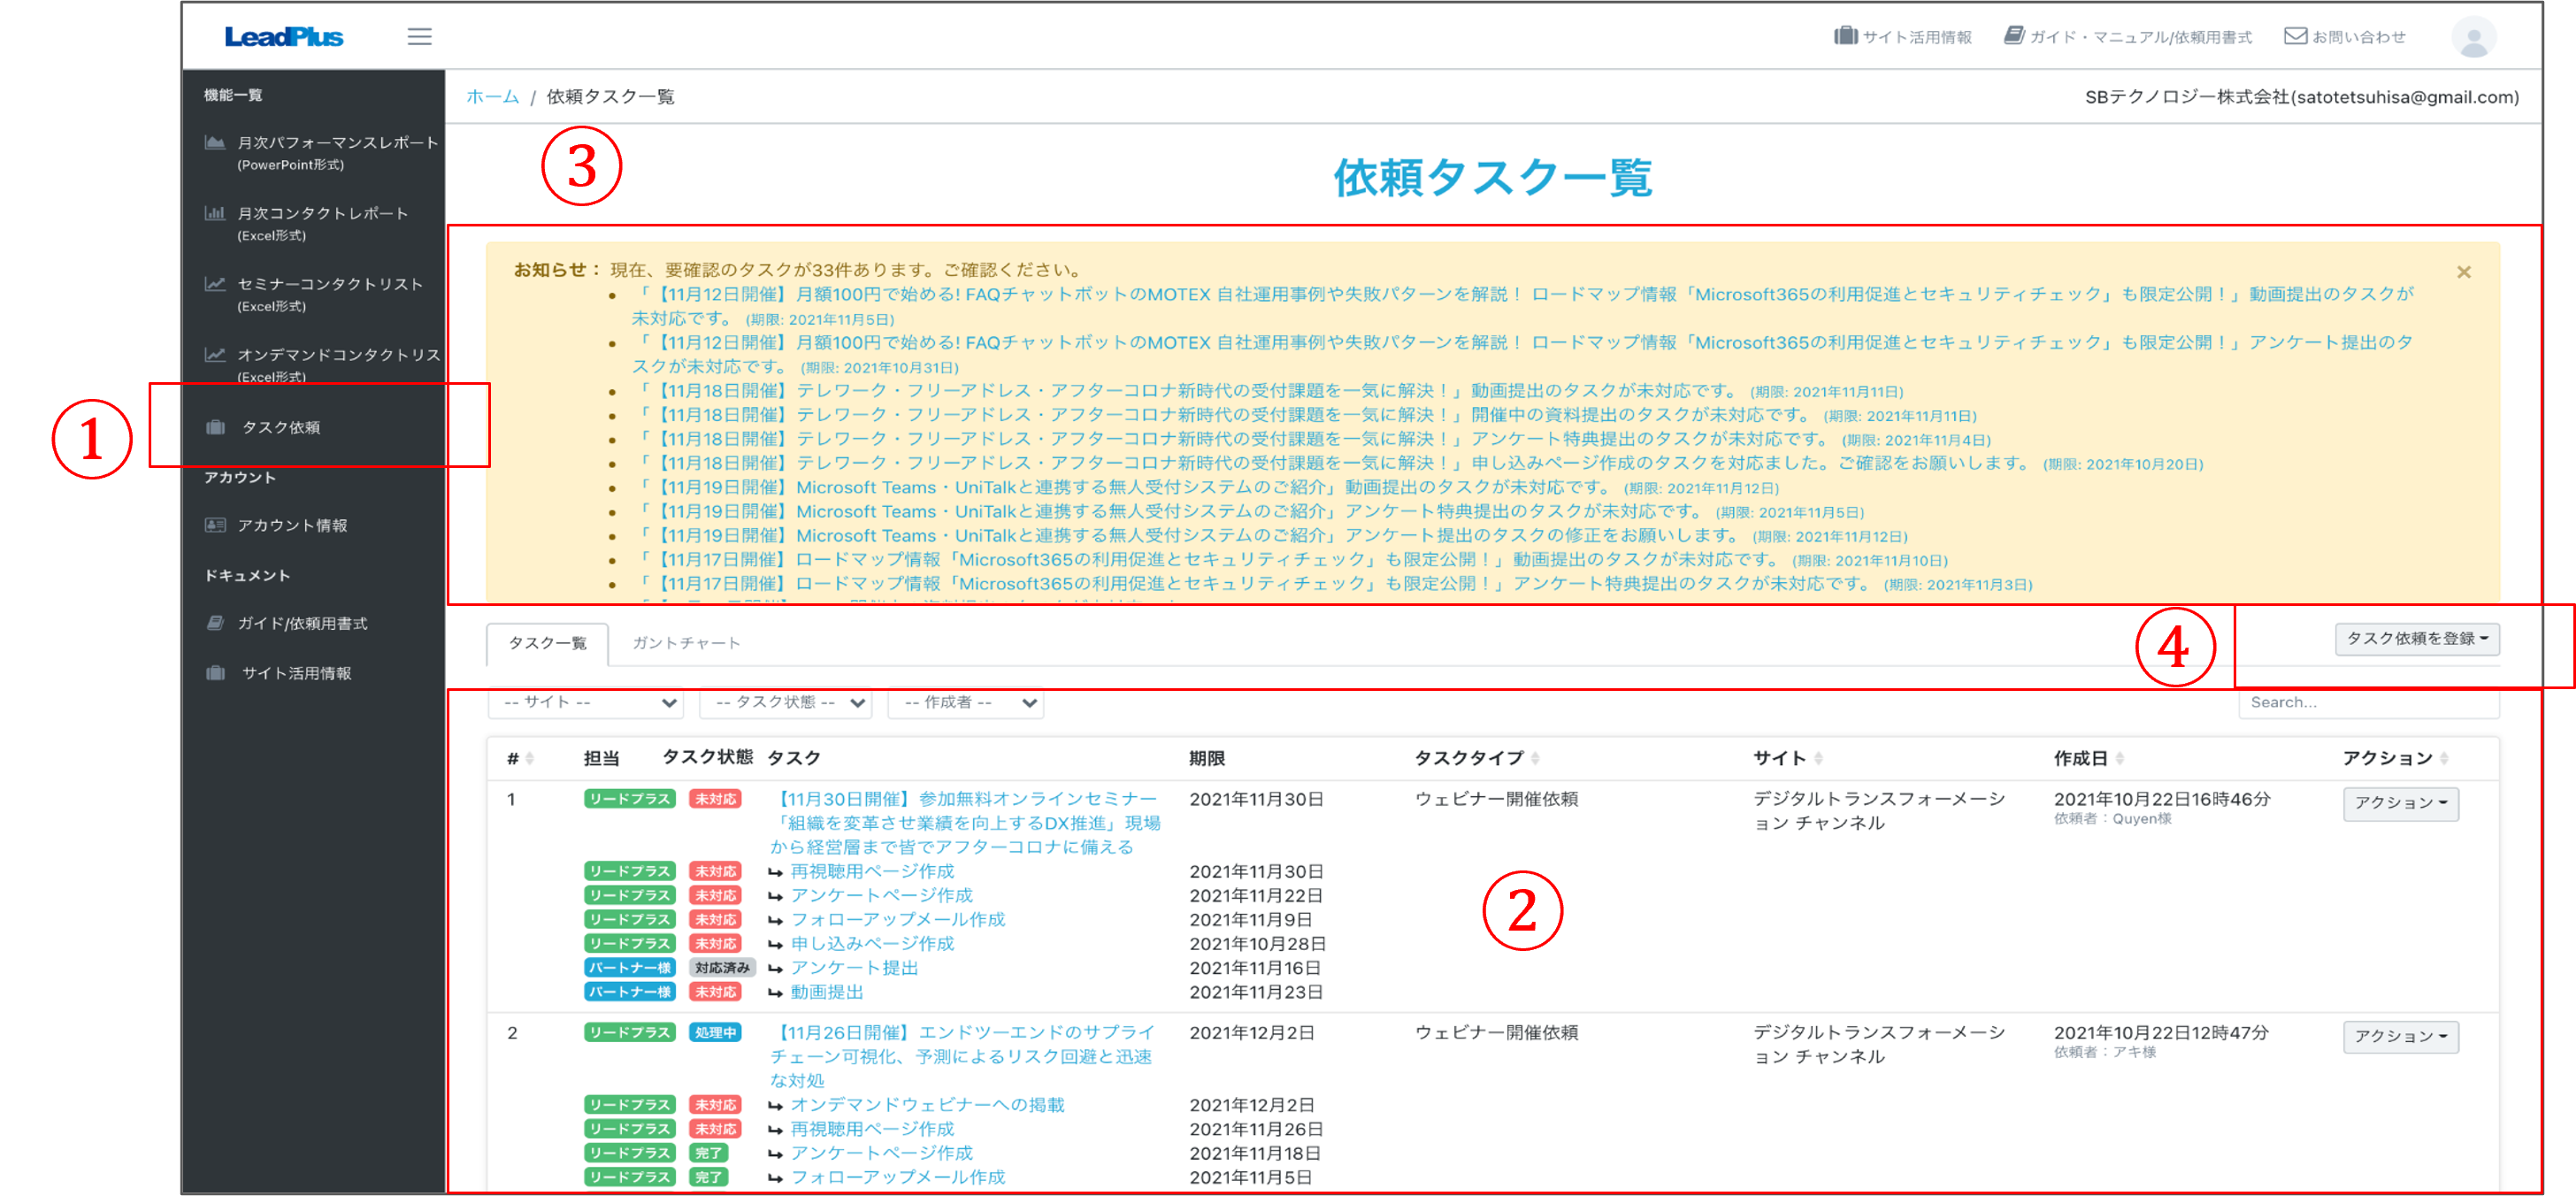 LeadPlus
サイト活用情報 ガイド・マニュアル/依頼用書式 お問い合わせ
機能一覧
月次パフォーマンスレポート
(PowerPoint形式)
月次コンタクトレポート
(Excel形式)
セミナーコンタクトリスト
(Excel形式)
オンデマンドコンタクトリス
(Excel形式)
①
タスク依頼
アカウント
アカウント情報
ドキュメント
ガイド/依頼用書式
サイト活用情報
ホーム / 依頼タスク一覧
SBテクノロジー株式会社(satotetsuhisa@gmail.com)
③
依頼タスク一覧
お知らせ： 現在、要確認のタスクが33件あります。ご確認ください。 ×
• 「【11月12日開催】月額100円で始める! FAQチャットボットのMOTEX 自社運用事例や失敗パターンを解説！ ロードマップ情報「Microsoft365の利用促進とセキュリティチェック」も限定公開！」動画提出のタスクが
未対応です。 (期限: 2021年11月5日)
• 「【11月12日開催】月額100円で始める! FAQチャットボットのMOTEX 自社運用事例や失敗パターンを解説！ ロードマップ情報「Microsoft365の利用促進とセキュリティチェック」も限定公開！」アンケート提出のタ
スクが未対応です。 (期限: 2021年10月31日)
• 「【11月18日開催】テレワーク・フリーアドレス・アフターコロナ新時代の受付課題を一気に解決！」動画提出のタスクが未対応です。 (期限: 2021年11月11日)
• 「【11月18日開催】テレワーク・フリーアドレス・アフターコロナ新時代の受付課題を一気に解決！」開催中の資料提出のタスクが未対応です。 (期限: 2021年11月11日)
• 「【11月18日開催】テレワーク・フリーアドレス・アフターコロナ新時代の受付課題を一気に解決！」アンケート特典提出のタスクが未対応です。 (期限: 2021年11月4日)
• 「【11月18日開催】テレワーク・フリーアドレス・アフターコロナ新時代の受付課題を一気に解決！」申し込みページ作成のタスクを対応ました。ご確認をお願いします。 (期限: 2021年10月20日)
• 「【11月19日開催】Microsoft Teams・UniTalkと連携する無人受付システムのご紹介」動画提出のタスクが未対応です。 (期限: 2021年11月12日)
• 「【11月19日開催】Microsoft Teams・UniTalkと連携する無人受付システムのご紹介」アンケート特典提出のタスクが未対応です。 (期限: 2021年11月5日)
• 「【11月19日開催】Microsoft Teams・UniTalkと連携する無人受付システムのご紹介」アンケート提出のタスクの修正をお願いします。 (期限: 2021年11月12日)
• 「【11月17日開催】ロードマップ情報「Microsoft365の利用促進とセキュリティチェック」も限定公開！」動画提出のタスクが未対応です。 (期限: 2021年11月10日)
• 「【11月17日開催】ロードマップ情報「Microsoft365の利用促進とセキュリティチェック」も限定公開！」アンケート特典提出のタスクが未対応です。 (期限: 2021年11月3日)
タスク一覧 ガントチャート ④ タスク依頼を登録
-- サイト -- -- タスク状態 -- -- 作成者 -- Search...
# 担当 タスク状態 タスク 期限 タスクタイプ サイト 作成日 アクション
1 リードプラス 未対応 【11月30日開催】参加無料オンラインセミナー 2021年11月30日 ウェビナー開催依頼 デジタルトランスフォーメーシ 2021年10月22日16時46分 アクション
「組織を変革させ業績を向上するDX推進」現場 ョン チャンネル 依頼者：Quyen様
から経営層まで皆でアフターコロナに備える
リードプラス 未対応 ↳ 再視聴用ページ作成 2021年11月30日
リードプラス 未対応 ↳ アンケートページ作成 2021年11月22日
リードプラス 未対応 ↳ フォローアップメール作成 2021年11月9日
リードプラス 未対応 ↳ 申し込みページ作成 2021年10月28日
パートナー様 対応済み ↳ アンケート提出 2021年11月16日
パートナー様 未対応 ↳ 動画提出 2021年11月23日
②
2 リードプラス 処理中 【11月26日開催】エンドツーエンドのサプライ 2021年12月2日 ウェビナー開催依頼 デジタルトランスフォーメーシ 2021年10月22日12時47分 アクション
チェーン可視化、予測によるリスク回避と迅速 ョン チャンネル 依頼者：アキ様
な対処
リードプラス 未対応 ↳ オンデマンドウェビナーへの掲載 2021年12月2日
リードプラス 未対応 ↳ 再視聴用ページ作成 2021年11月26日
リードプラス 完了 ↳ アンケートページ作成 2021年11月18日
リードプラス 完了 ↳ フォローアップメール作成 2021年11月5日